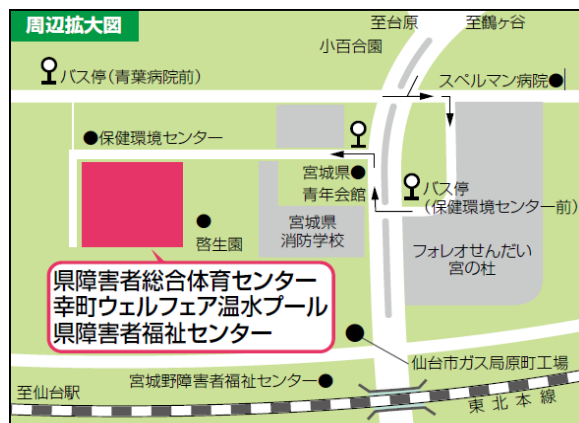 周辺拡大図
至台原
至鶴ヶ谷
小百合園
バス停(青葉病院前)
スペルマン病院
保健環境センター
宮城県
青年会館
バス停
(保健環境センター前)
啓生園
宮城県
消防学校
フォレオせんだい
宮の杜
県障害者総合体育センター
幸町ウェルフェア温水プール
県障害者福祉センター
仙台市ガス局原町工場
宮城野障害者福祉センター
至仙台駅
東北本線